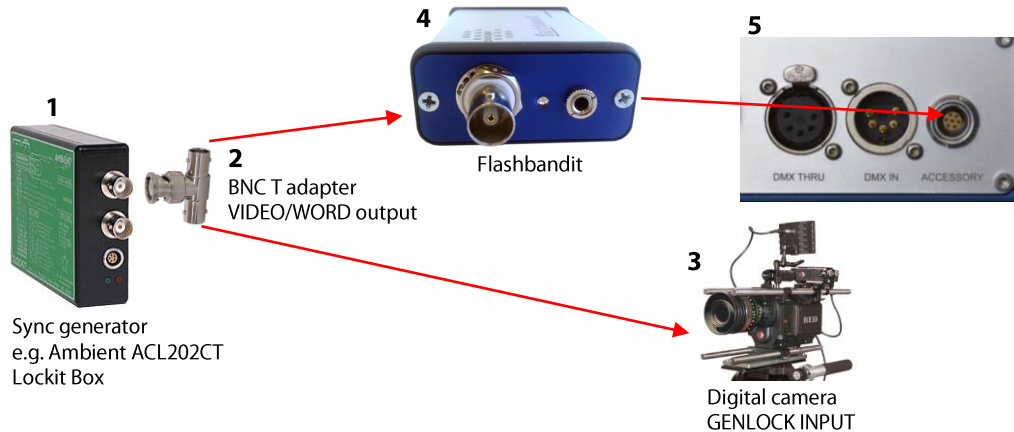 1
Sync generator
e.g. Ambient ACL202CT
Lockit Box
2
BNC T adapter
VIDEO/WORD output
4
Flashbandit
5
DMX THRU
DMX IN
ACCESSORY
3
RED
Digital camera
GENLOCK INPUT